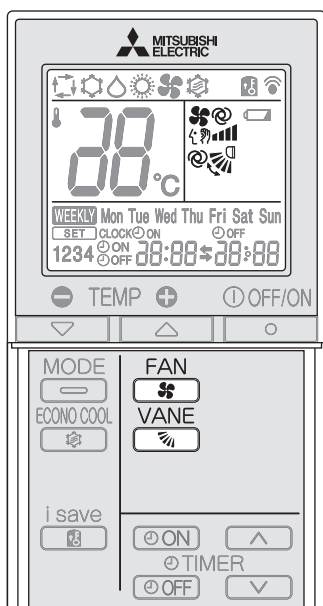 MITSUBISHI
ELECTRIC
88
°C
WEEKLY Mon Tue Wed Thu Fri Sat Sun
SET CLOCK ON OFF
1234 ON OFF 88:88 88:88
TEMP OFF/ON
MODE FAN
ECONO COOL VANE
i save
ON
TIMER
OFF